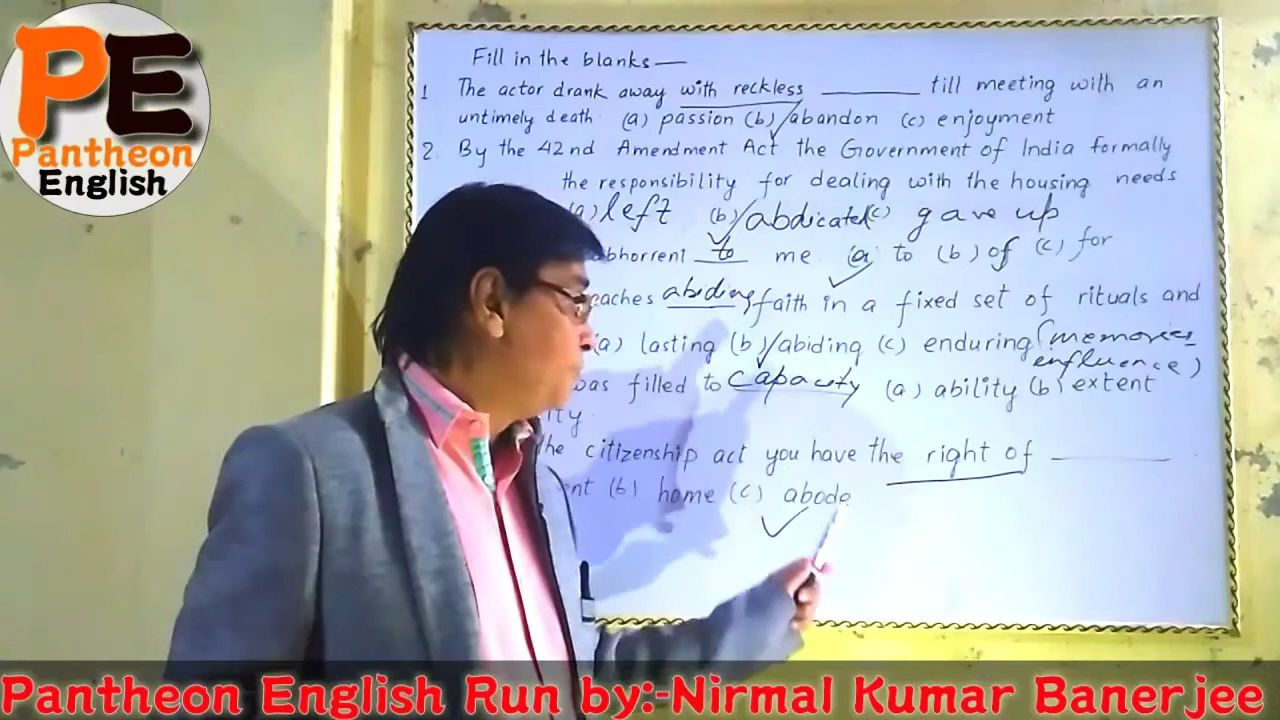 PE
Pantheon
English
Fill in the blanks—
1 The actor drank away with reckless ______ till meeting with an
untimely death. (a) passion (b) abandon (c) enjoyment
2. By the 42nd Amendment Act the Government of India formally
the responsibility for dealing with the housing needs
(a) left (b) abdicated (c) gave up
abhorrent to me (a) to (b) of (c) for
abiding faith in a fixed set of rituals and
(a) lasting (b) abiding (c) enduring (memories
influence)
was filled to capacity (a) ability (b) extent
the citizenship act you have the right of ______
(b) home (c) abode
Pantheon English Run by:-Nirmal Kumar Banerjee